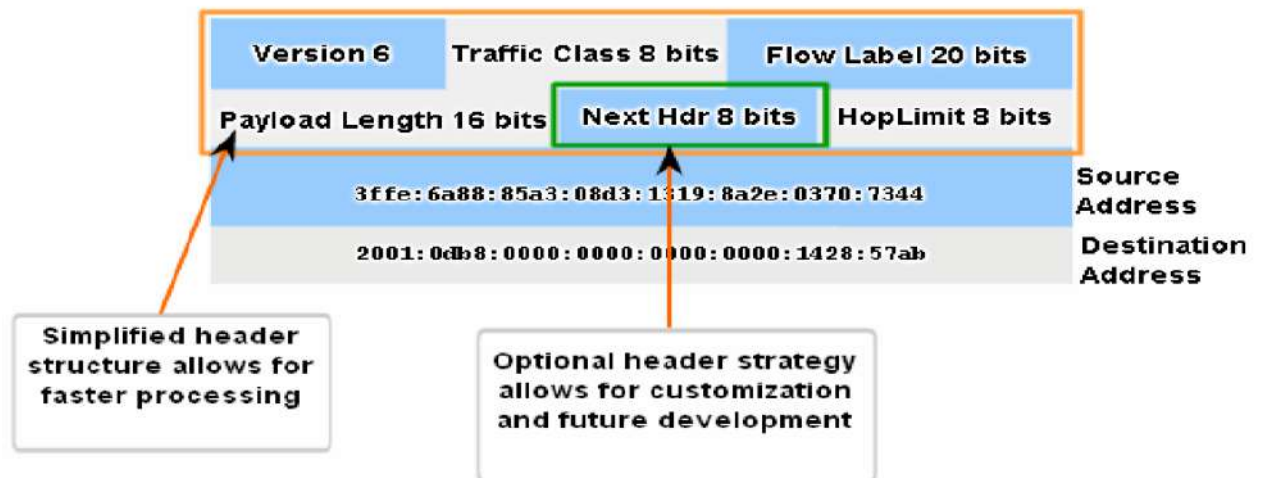 Version 6 Traffic Class 8 bits Flow Label 20 bits
Payload Length 16 bits Next Hdr 8 bits HopLimit 8 bits
3ffe:6a88:85a3:08d3:1319:8a2e:0370:7344
Source
Address
2001:0db8:0000:0000:0000:0000:1428:57ab
Destination
Address
Simplified header
structure allows for
faster processing
Optional header strategy
allows for customization
and future development